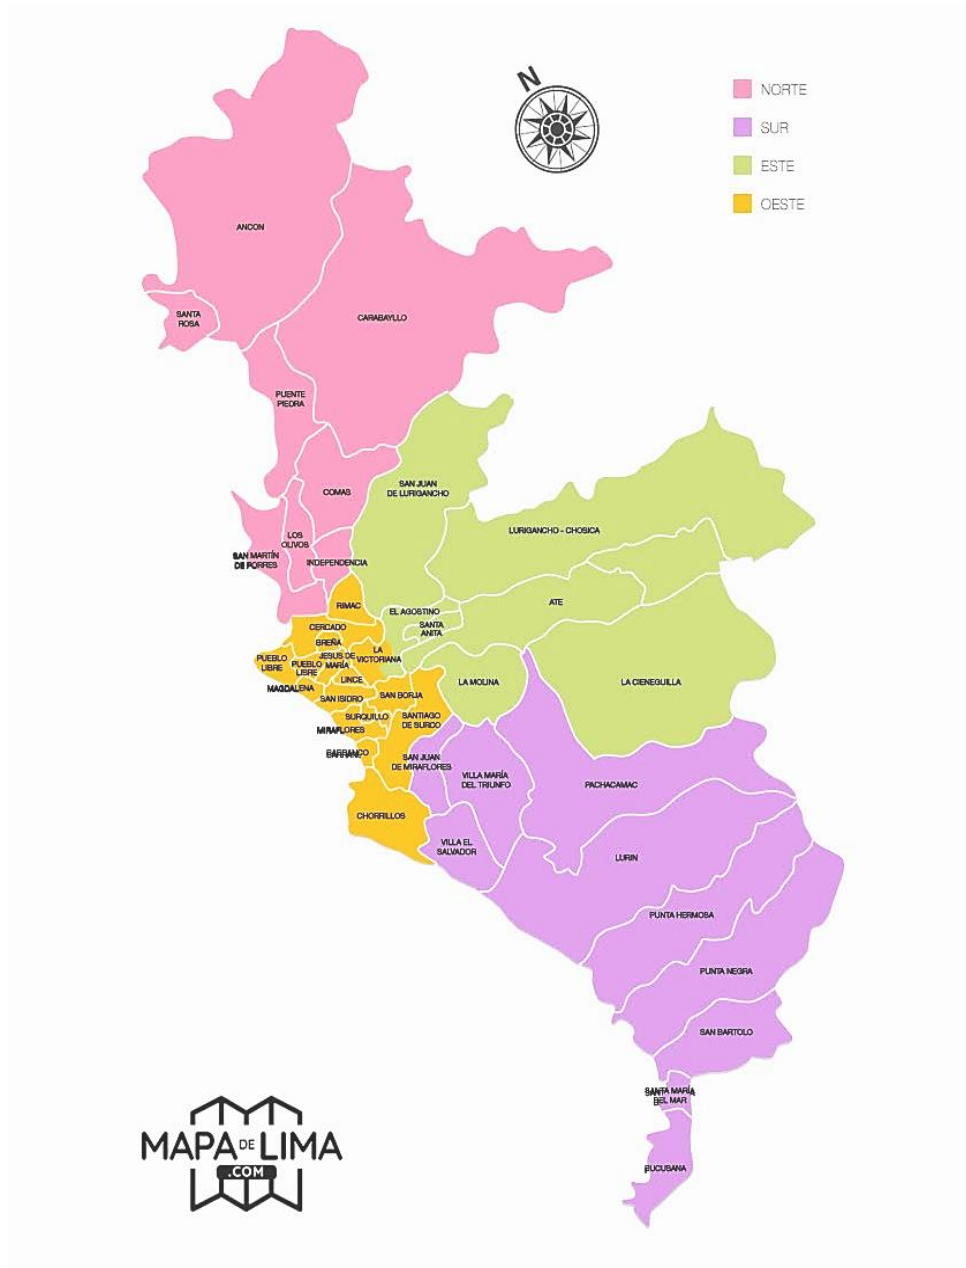 N
NORTE
SUR
ESTE
OESTE
ANCON
SANTA
ROSA
CARABAYLLO
PUENTE
PIEDRA
COMAS
SAN JUAN
DE LURIGANCHO
LURIGANCHO - CHOSICA
LOS
OLIVOS
SAN MARTÍN
DE PORRES
INDEPENDENCIA
RIMAC
EL AGOSTINO
ATE
SANTA
ANITA
CERCADO
BREÑA
LA
VICTORIANA
JESUS DE
MARÍA
PUEBLO
LIBRE
PUEBLO
LIBRE
LINCE
MAGDALENA
SAN ISIDRO
SAN BORJA
LA MOLINA
LA CIENEGUILLA
SURQUILLO
SANTIAGO
DE SURCO
MIRAFLORES
BARRANCO
SAN JUAN
DE MIRAFLORES
VILLA MARÍA
DEL TRIUNFO
PACHACAMAC
CHORRILLOS
VILLA EL
SALVADOR
LURIN
PUNTA HERMOSA
PUNTA NEGRA
SAN BARTOLO
SANTA MARÍA
DEL MAR
PUCUSANA
MAPA DE LIMA
.COM